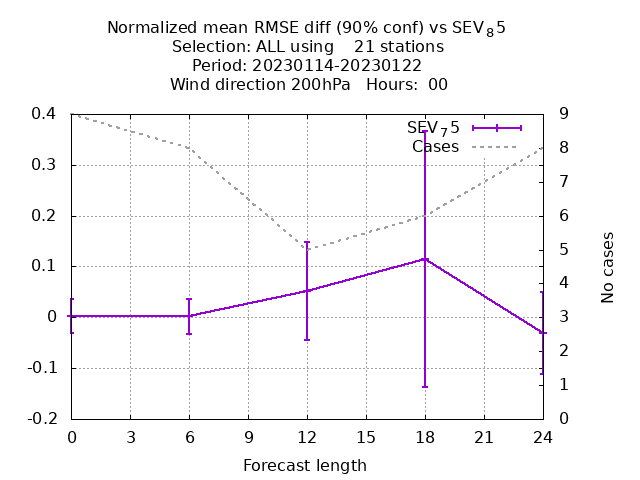 Normalized mean RMSE diff (90% conf) vs SEV₈5
Selection: ALL using    21 stations
Period: 20230114-20230122
Wind direction 200hPa   Hours:  00
SEV₇5
Cases
0.4
0.3
0.2
0.1
0
-0.1
-0.2
9
8
7
6
5
4
3
2
1
0
No cases
0 3 6 9 12 15 18 21 24
Forecast length